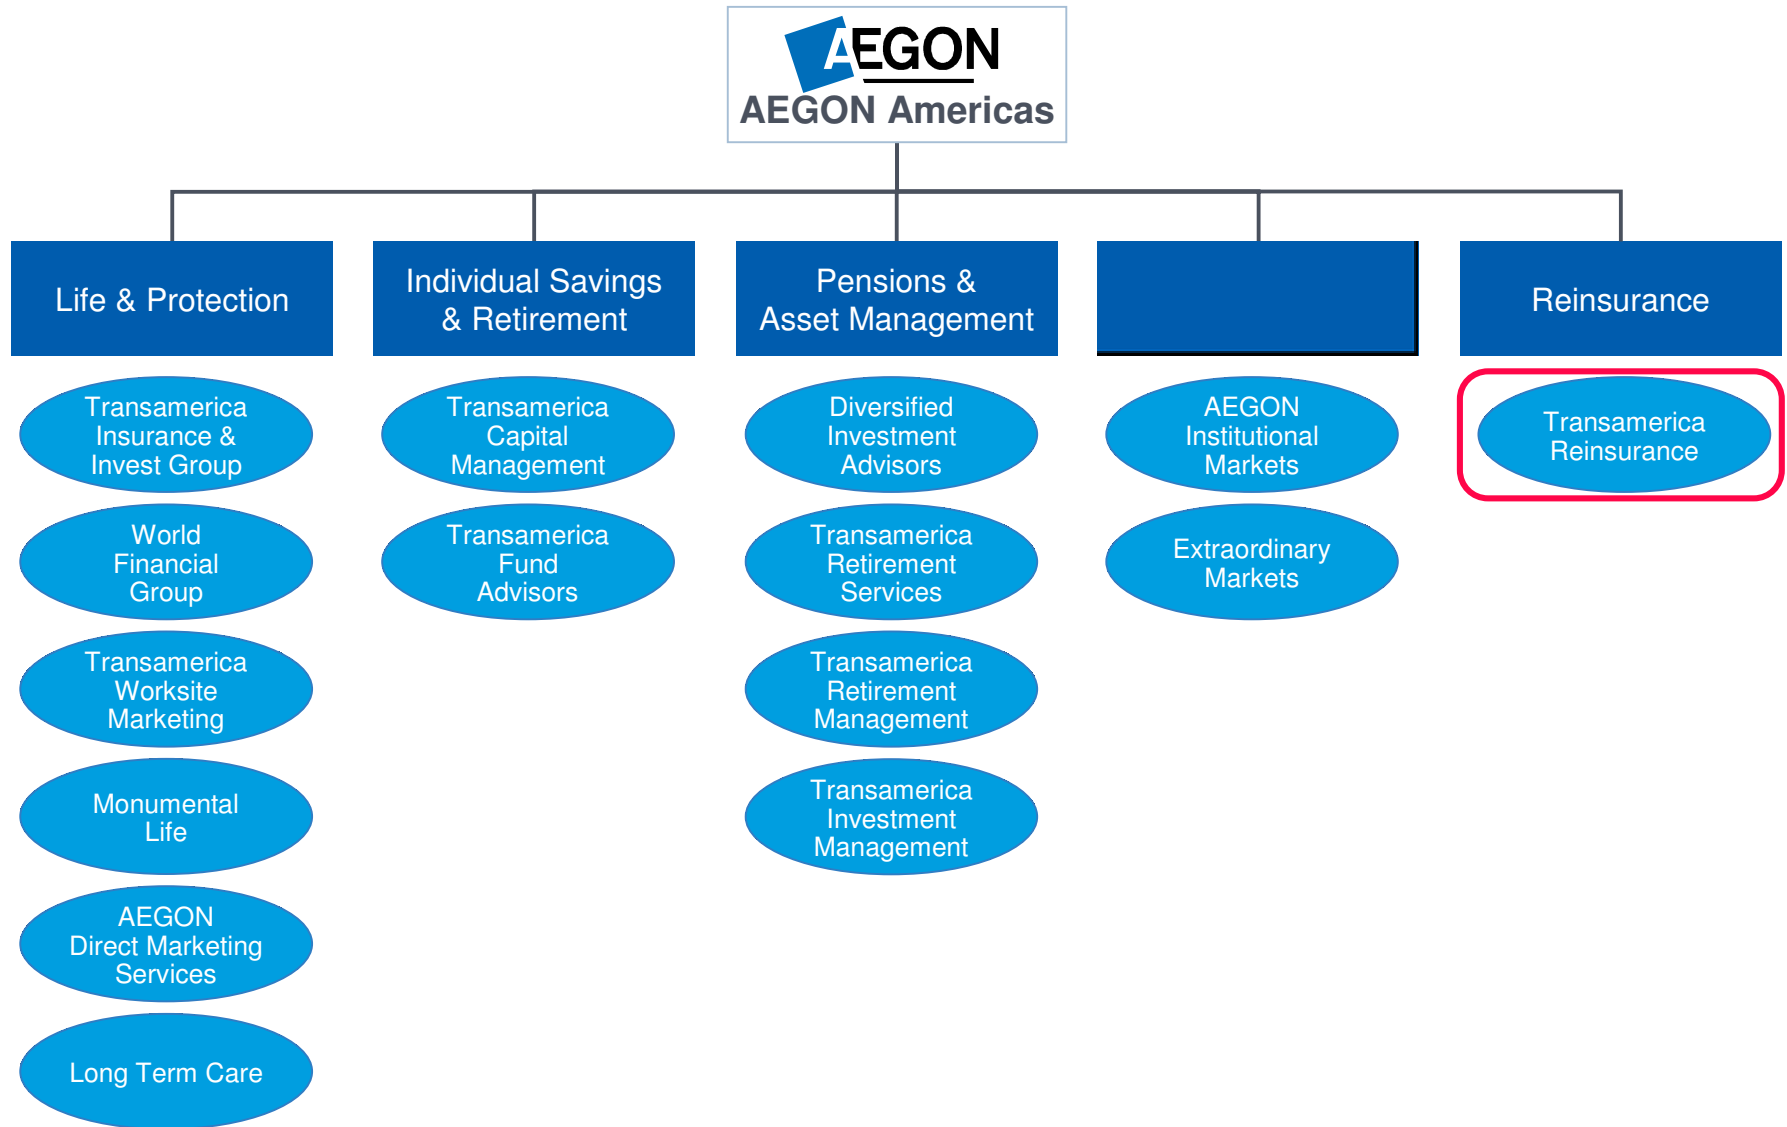 AEGON
AEGON Americas
Life & Protection
Individual Savings
& Retirement
Pensions &
Asset Management
Reinsurance
Transamerica
Insurance &
Invest Group
World
Financial
Group
Transamerica
Worksite
Marketing
Monumental
Life
AEGON
Direct Marketing
Services
Long Term Care
Transamerica
Capital
Management
Transamerica
Fund
Advisors
Diversified
Investment
Advisors
Transamerica
Retirement
Services
Transamerica
Retirement
Management
Transamerica
Investment
Management
AEGON
Institutional
Markets
Extraordinary
Markets
Transamerica
Reinsurance